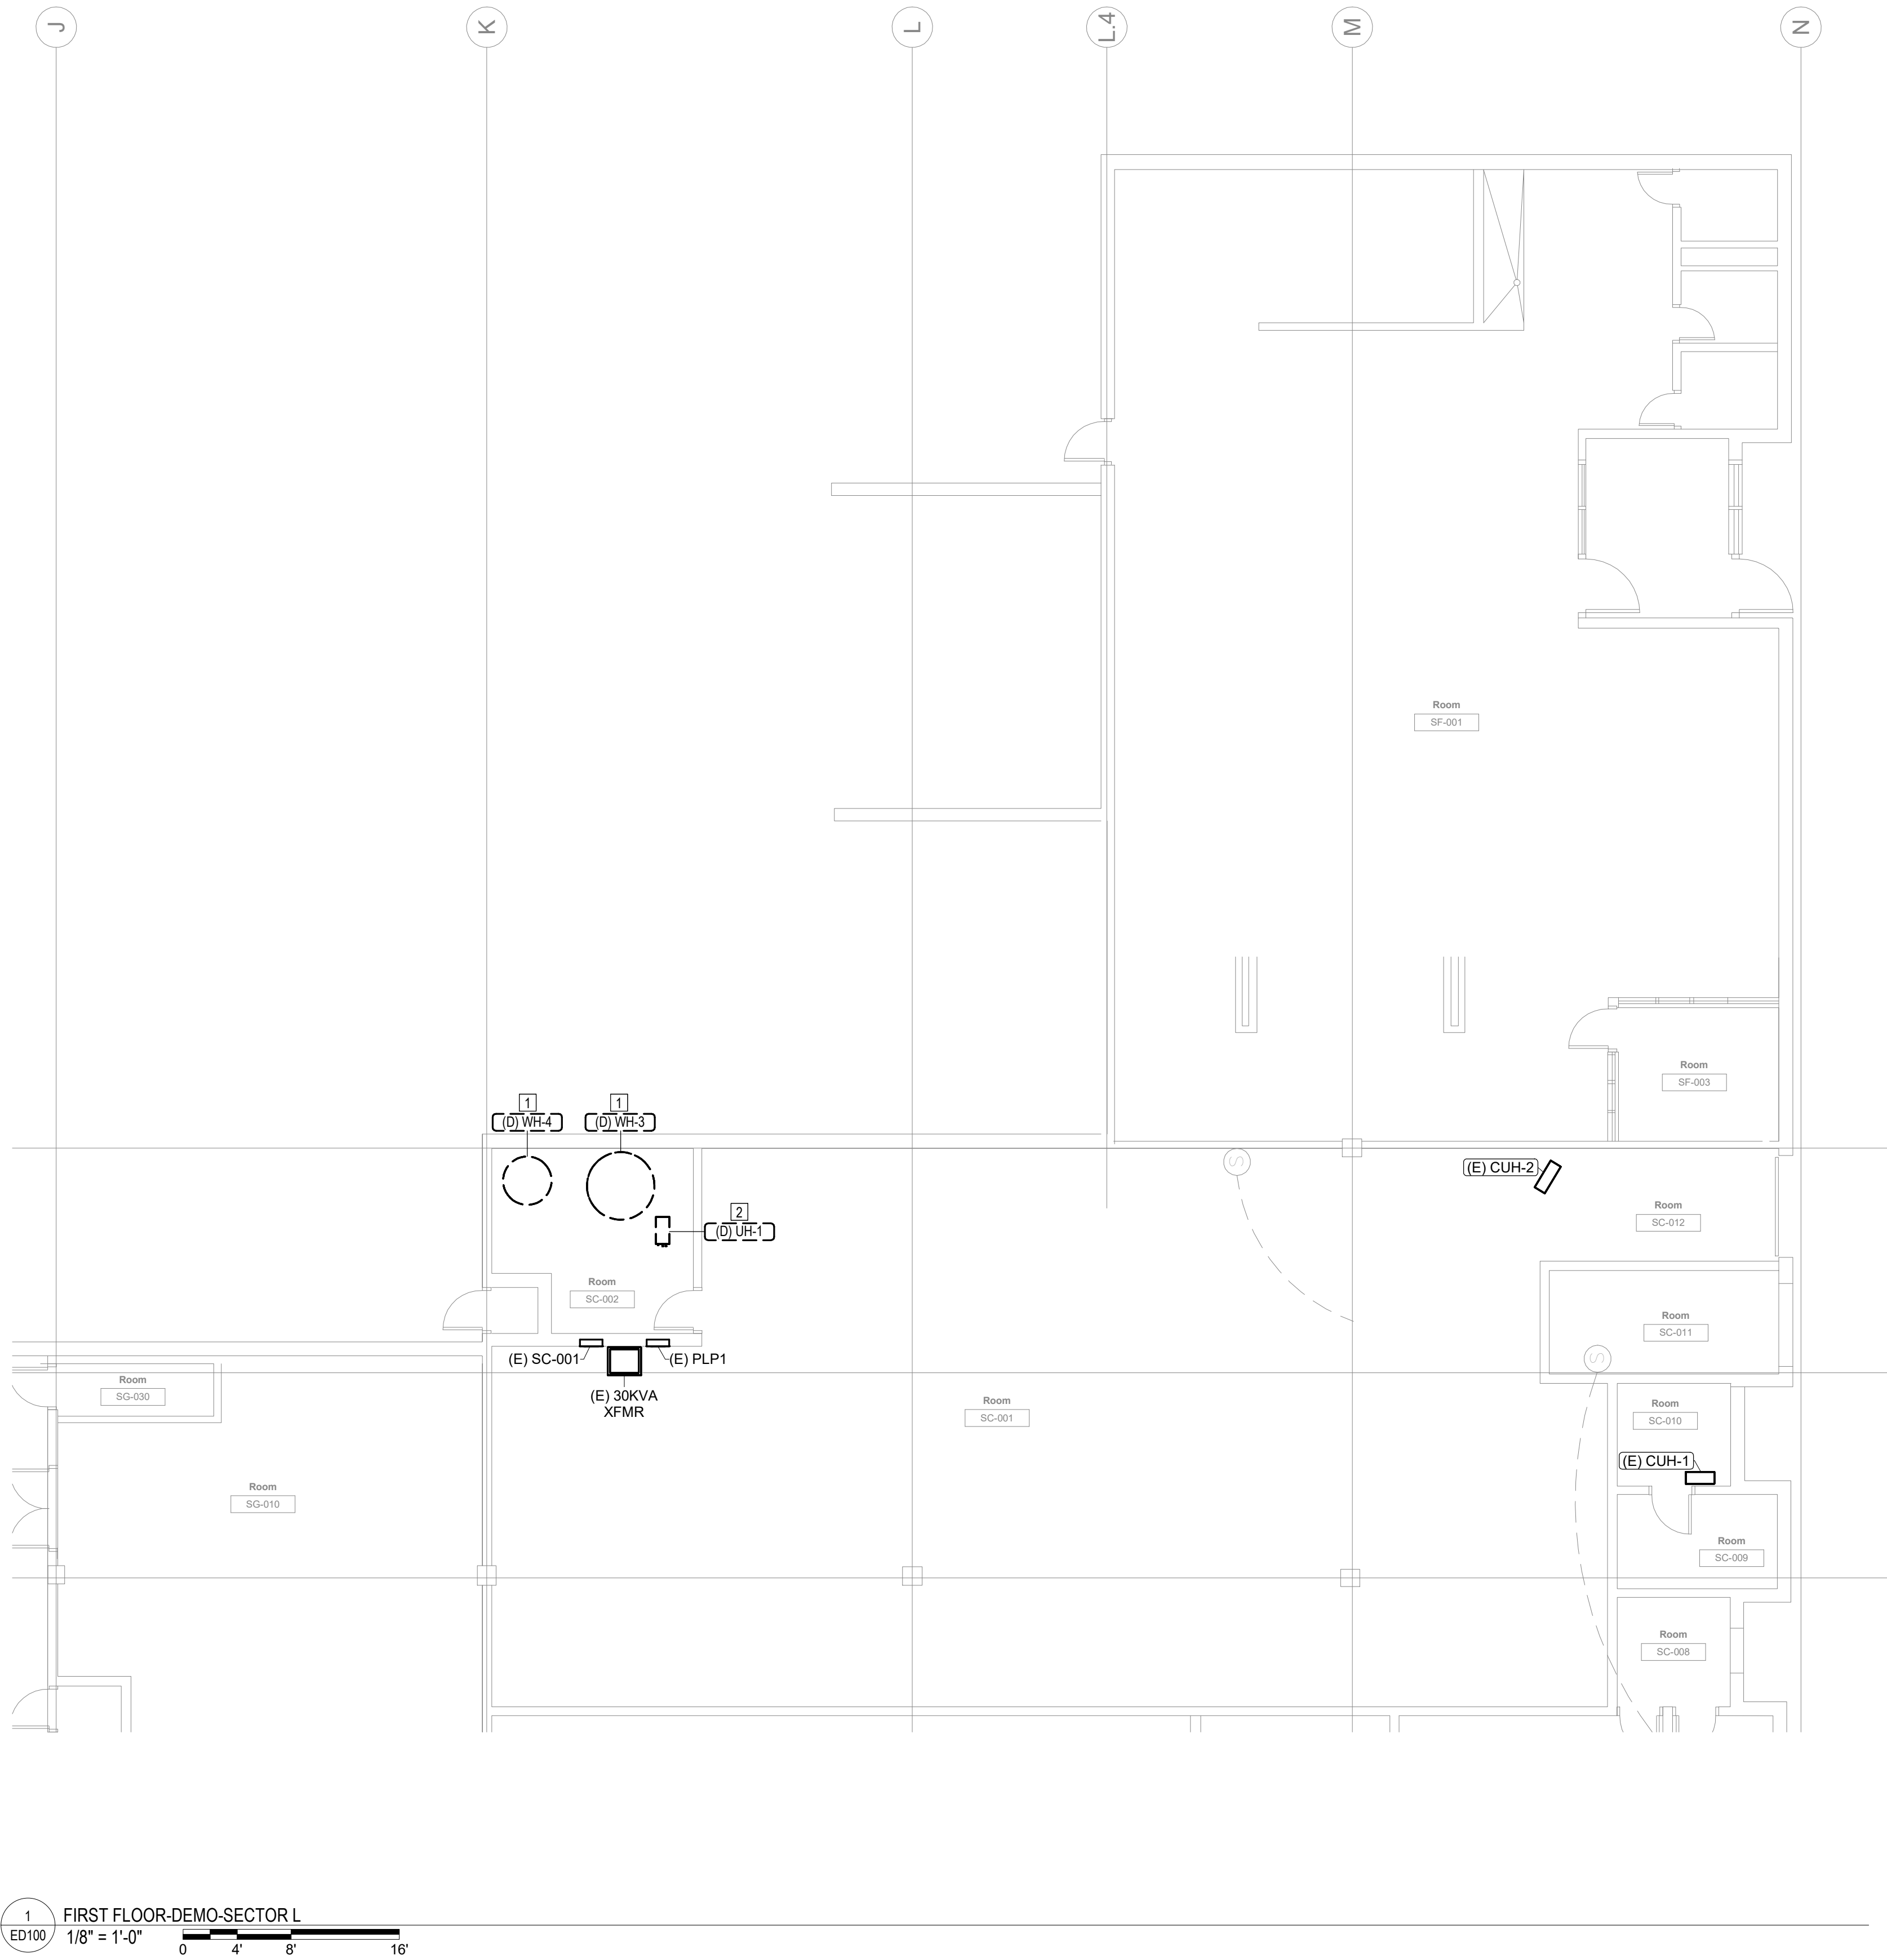 J
K
L
L.4
M
N
Room
SF-001
Room
SF-003
1
(D) WH-4
1
(D) WH-3
2
(D) UH-1
S
(E) CUH-2
Room
SC-012
Room
SC-002
Room
SC-011
(E) SC-001
(E) PLP1
(E) 30KVA
XFMR
S
Room
SG-030
Room
SC-001
Room
SC-010
(E) CUH-1
Room
SG-010
Room
SC-009
Room
SC-008
1
ED100
FIRST FLOOR-DEMO-SECTOR L
1/8" = 1'-0"
0 4' 8' 16'